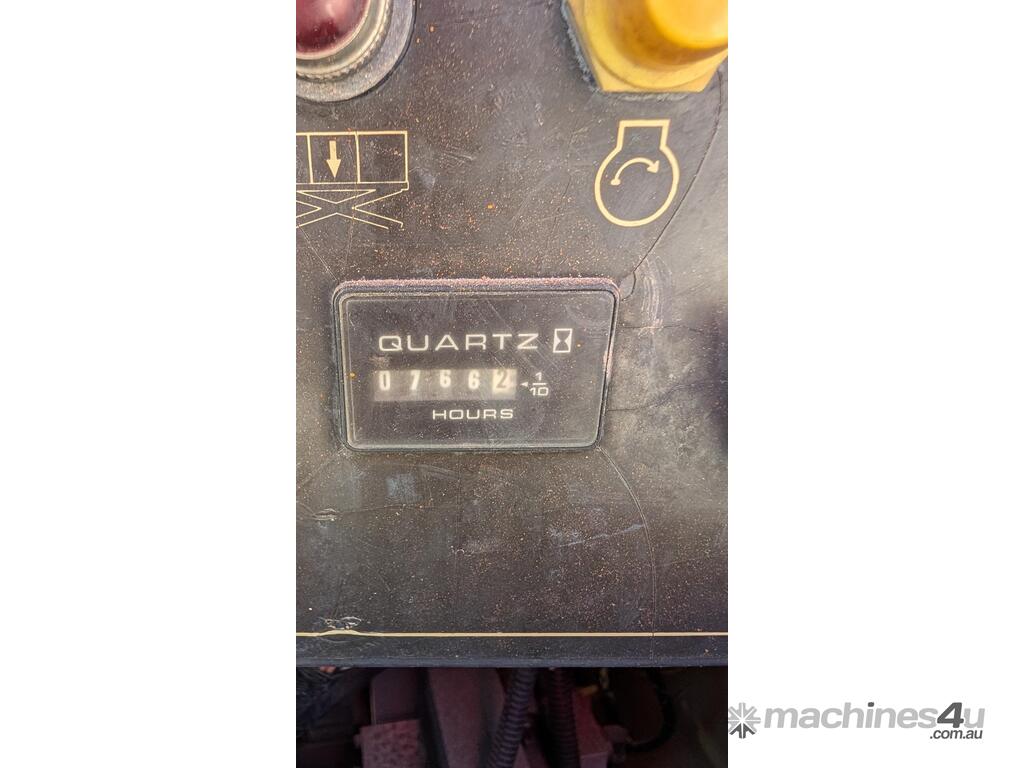 QUARTZ
07662 1/10
HOURS
machines4u
.com.au